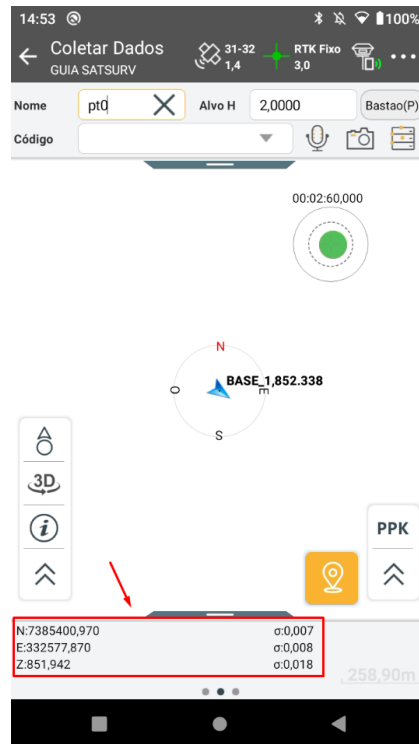 14:53 100%
Coletar Dados 31-32 RTK Fixo
GUIA SATSURV 1,4 3,0
Nome pt0 Alvo H 2,0000 Bastao(P)
Código
00:02:60,000
N
BASE_1,852.338
O E
S
3D
i
PPK
N:7385400,970 σ:0,007
E:332577,870 σ:0,008
Z:851,942 σ:0,018
258,90m